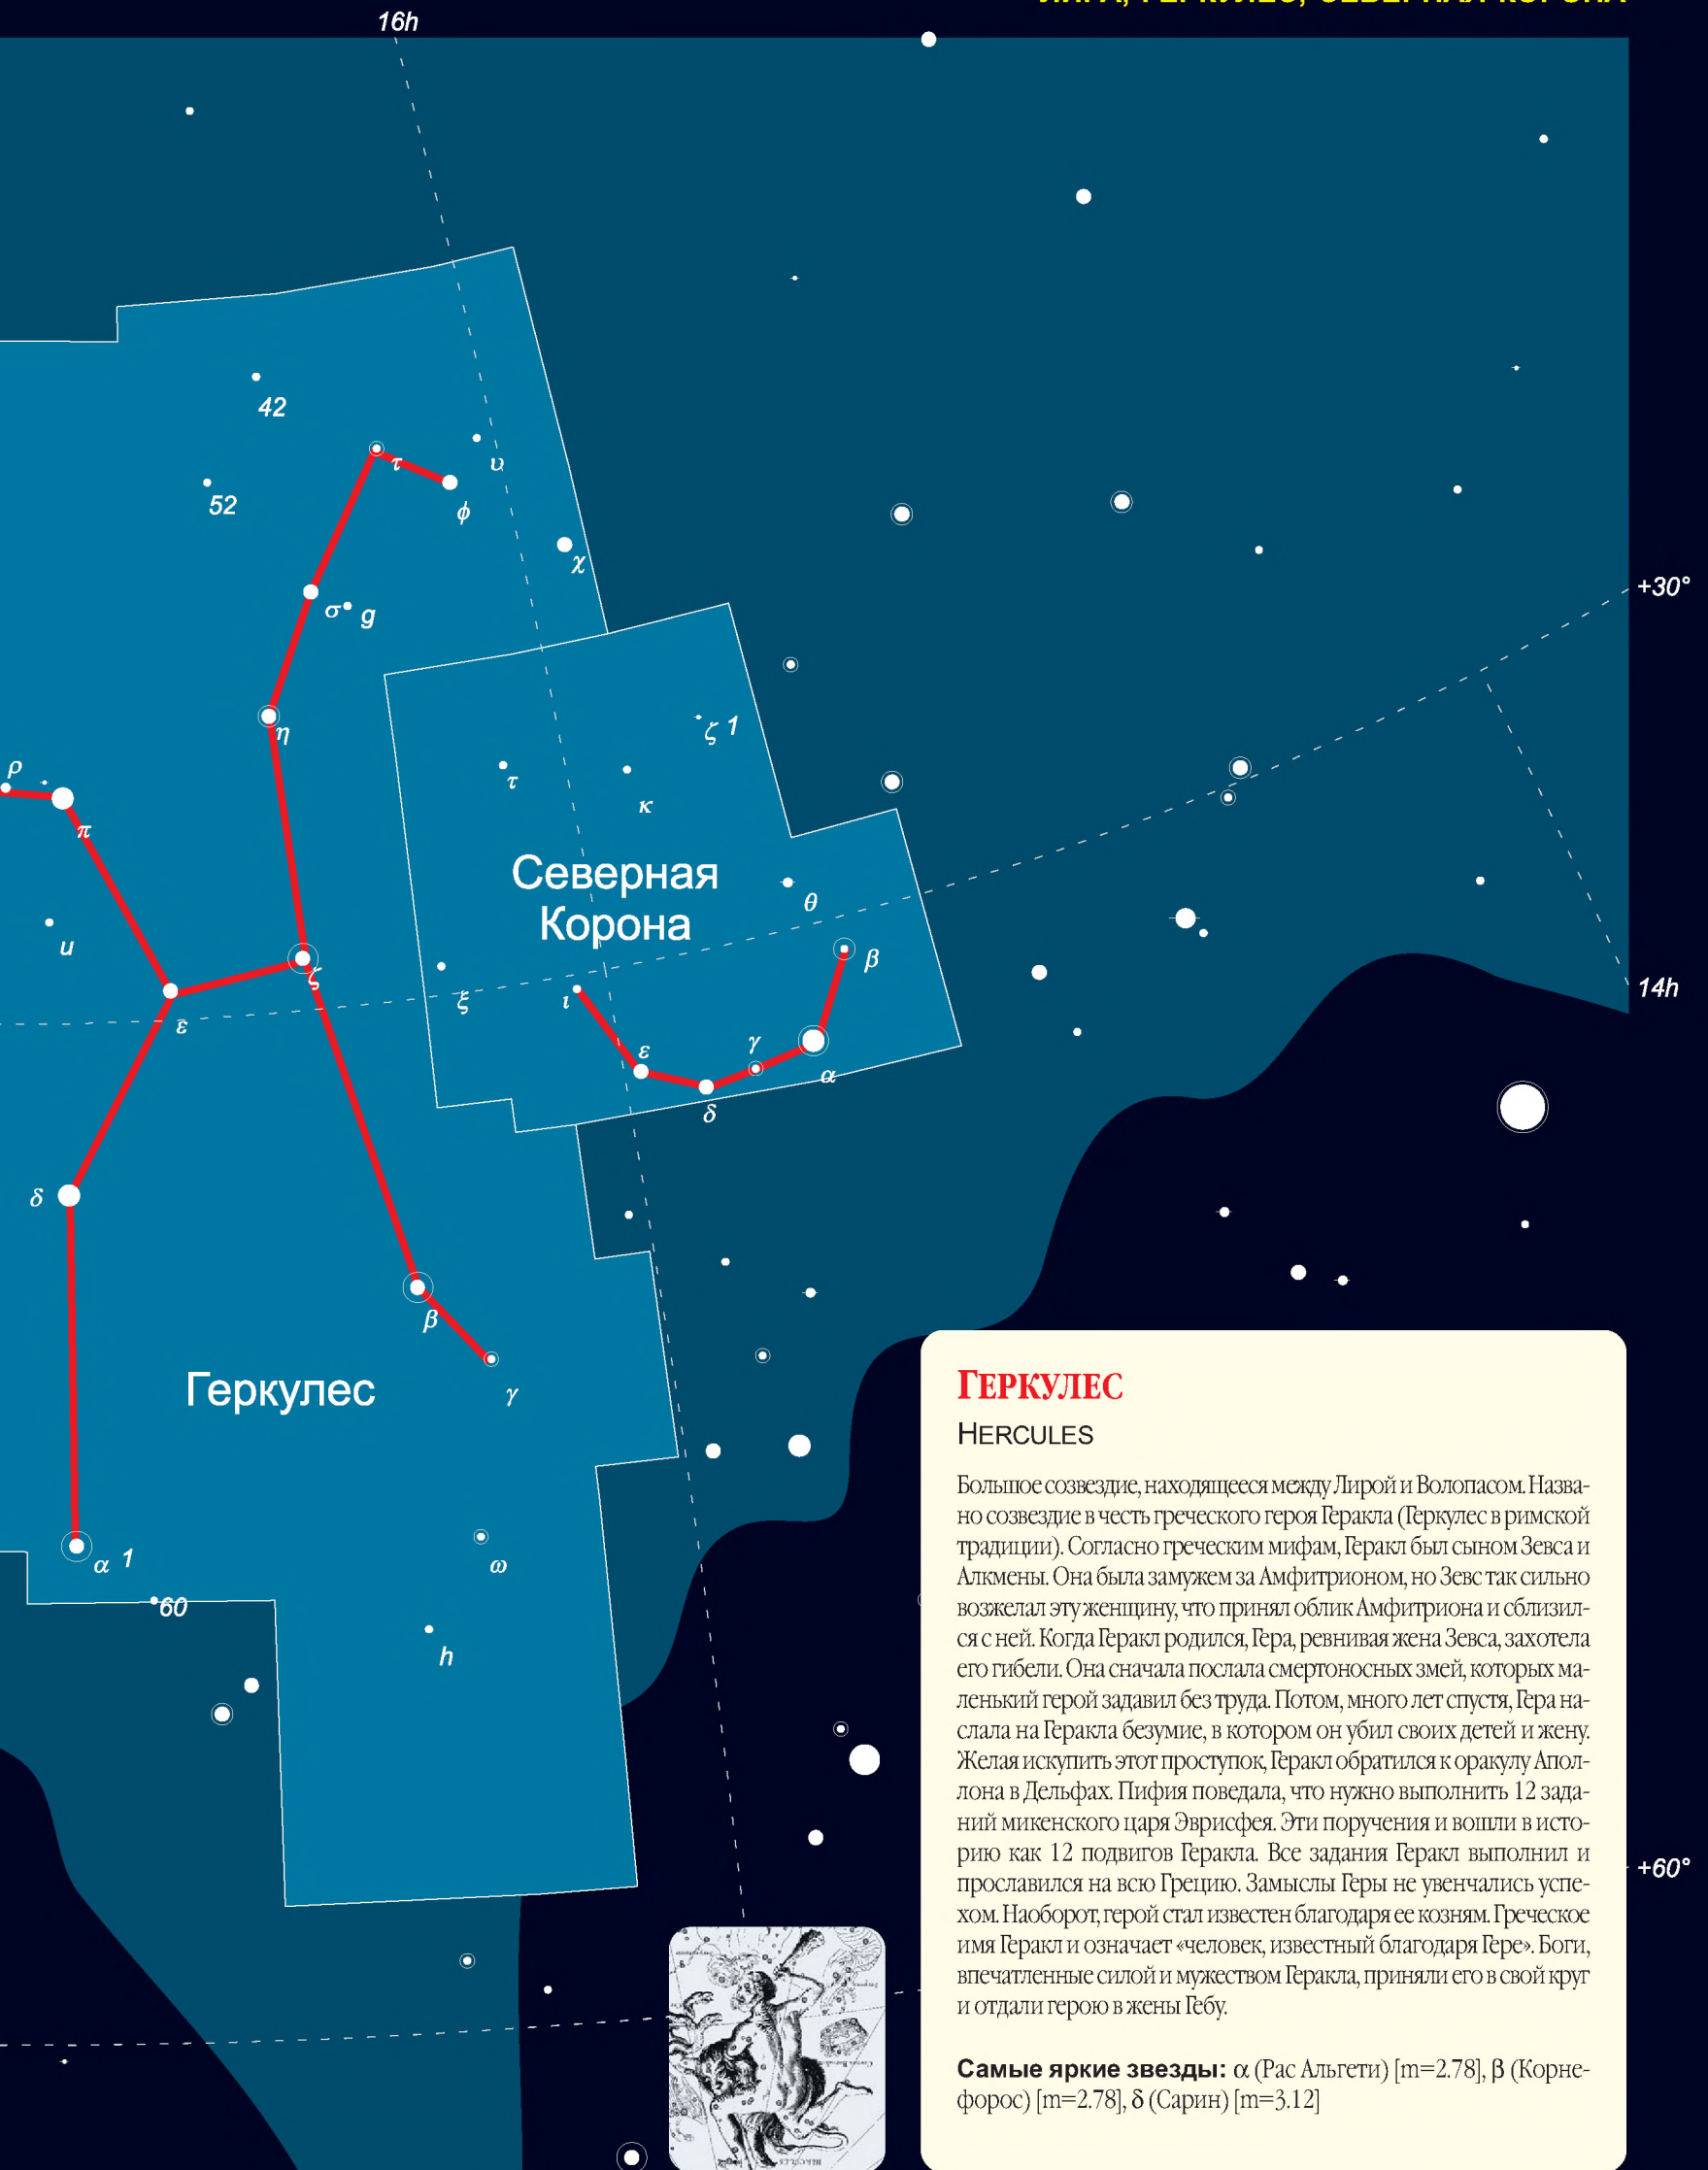 ЛИРА, ГЕРКУЛЕС, СЕВЕРНАЯ КОРОНА
16h
42
52
τ
υ
ϕ
χ
σ g
+30°
η
ζ 1
ρ
τ
κ
π
Северная
Корона
θ
u
β
ζ
ξ
ι
14h
ε
γ
ε
α
δ
δ
β
Геркулес
γ
α 1
ω
60
h
ГЕРКУЛЕС
HERCULES
Большое созвездие, находящееся между Лирой и Волопасом. Назва-
но созвездие в честь греческого героя Геракла (Геркулес в римской
традиции). Согласно греческим мифам, Геракл был сыном Зевса и
Алкмены. Она была замужем за Амфитрионом, но Зевс так сильно
возжелал эту женщину, что принял облик Амфитриона и сблизил-
ся с ней. Когда Геракл родился, Гера, ревнивая жена Зевса, захотела
его гибели. Она сначала послала смертоносных змей, которых ма-
ленький герой задавил без труда. Потом, много лет спустя, Гера на-
слала на Геракла безумие, в котором он убил своих детей и жену.
Желая искупить этот проступок, Геракл обратился к оракулу Апол-
лона в Дельфах. Пифия поведала, что нужно выполнить 12 зада-
ний микенского царя Эврисфея. Эти поручения и вошли в исто-
рию как 12 подвигов Геракла. Все задания Геракл выполнил и
прославился на всю Грецию. Замыслы Геры не увенчались успе-
хом. Наоборот, герой стал известен благодаря ее козням. Греческое
имя Геракл и означает «человек, известный благодаря Гере». Боги,
впечатленные силой и мужеством Геракла, приняли его в свой круг
и отдали герою в жены Гебу.
Самые яркие звезды: α (Рас Альгети) [m=2.78], β (Корне-
форос) [m=2.78], δ (Сарин) [m=3.12]
+60°